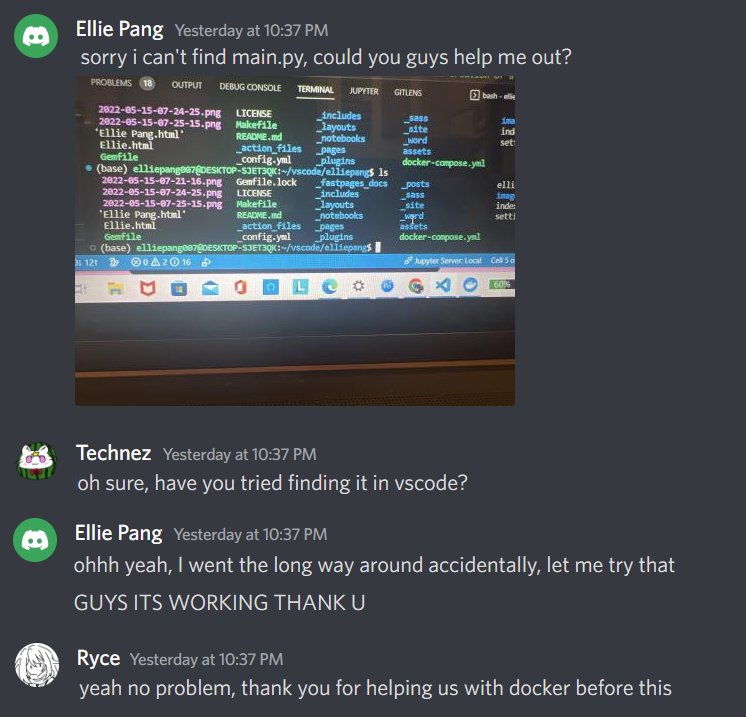 Ellie Pang Yesterday at 10:37 PM
sorry i can't find main.py, could you guys help me out?
PROBLEMS 18 OUTPUT DEBUG CONSOLE TERMINAL JUPYTER GITLENS
bash - elli
2022-05-15-07-24-25.png LICENSE _includes _sass
2022-05-15-07-25-15.png Makefile _layouts _site ima
'Ellie Pang.html' README.md _notebooks _word ind
Ellie.html _action_files _pages assets set
Gemfile _config.yml _plugins docker-compose.yml
(base) elliepang007@DESKTOP-SJET3QK:~/vscode/elliepang$ ls
2022-05-15-07-21-16.png Gemfile.lock _fastpages_docs _posts elli
2022-05-15-07-24-25.png LICENSE _includes _sass imag
2022-05-15-07-25-15.png Makefile _layouts _site index
'Ellie Pang.html' README.md _notebooks _word setti
Ellie.html _action_files _pages assets
Gemfile _config.yml _plugins docker-compose.yml
(base) elliepang007@DESKTOP-SJET3QK:~/vscode/elliepang$
12↑ 0 2 16 Jupyter Server: Local Cell 5 o
60%
Technez Yesterday at 10:37 PM
oh sure, have you tried finding it in vscode?
Ellie Pang Yesterday at 10:37 PM
ohhh yeah, I went the long way around accidentally, let me try that
GUYS ITS WORKING THANK U
Ryce Yesterday at 10:37 PM
yeah no problem, thank you for helping us with docker before this